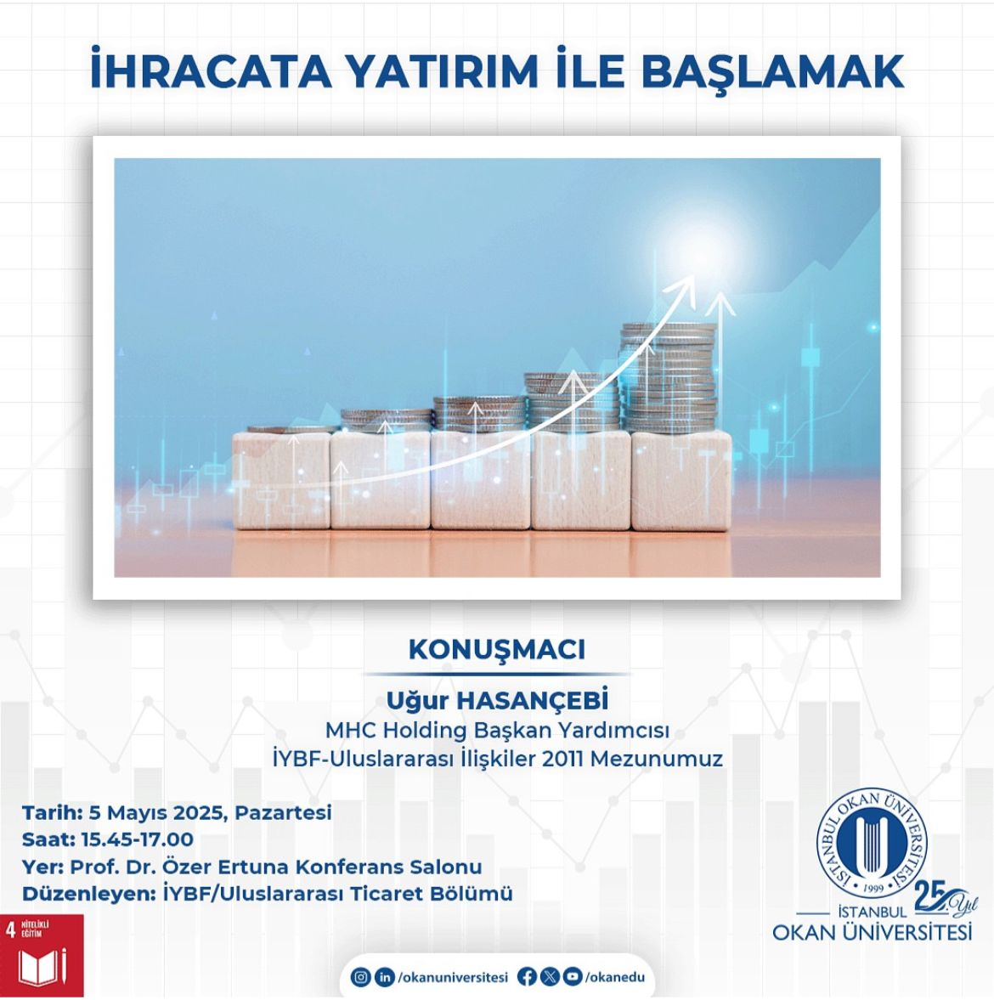 İHRACATA YATIRIM İLE BAŞLAMAK
KONUŞMACI
Uğur HASANÇEBİ
MHC Holding Başkan Yardımcısı
İYBF-Uluslararası İlişkiler 2011 Mezunumuz
Tarih: 5 Mayıs 2025, Pazartesi
Saat: 15.45-17.00
Yer: Prof. Dr. Özer Ertuna Konferans Salonu
Düzenleyen: İYBF/Uluslararası Ticaret Bölümü
İSTANBUL OKAN ÜNİVERSİTESİ
• 1999 •
25. Yıl
İSTANBUL
OKAN ÜNİVERSİTESİ
4 NİTELİKLİ
EĞİTİM
/okanuniversitesi /okanedu